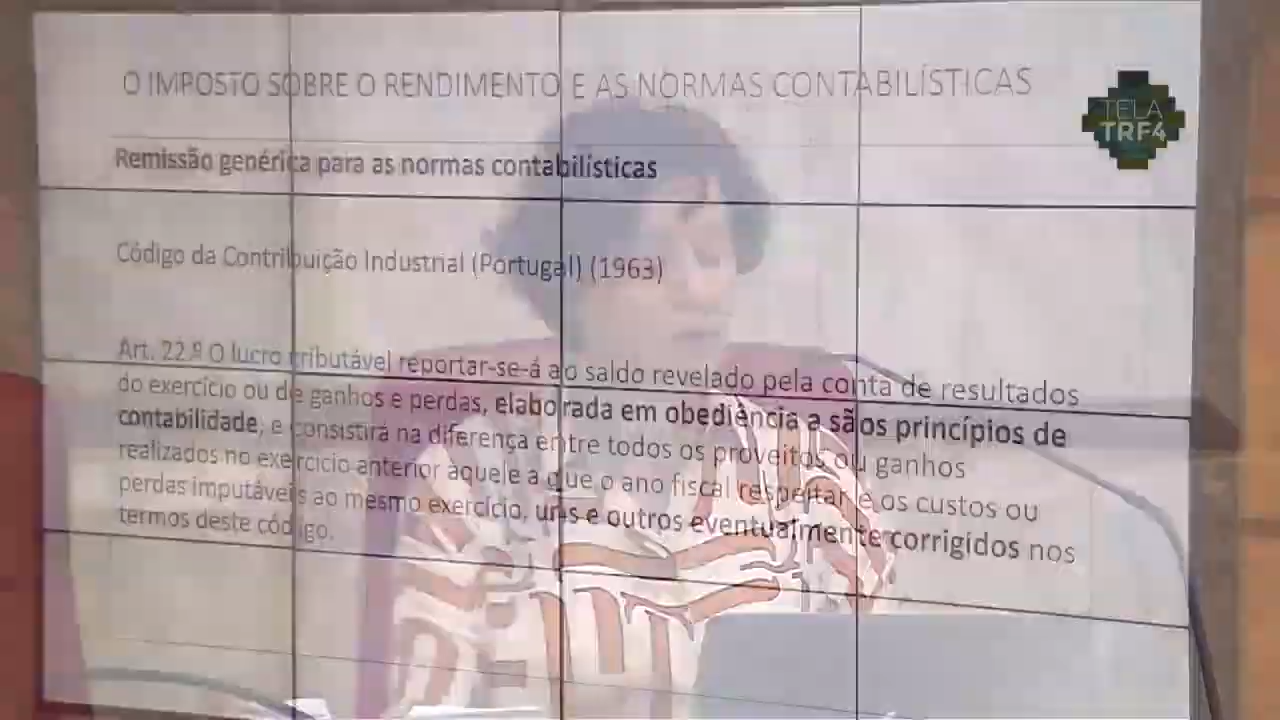 O IMPOSTO SOBRE O RENDIMENTO E AS NORMAS CONTABILÍSTICAS
TELA
TRF4
Remissão genérica para as normas contabilísticas
Código da Contribuição Industrial (Portugal) (1963)
Art. 22.º O lucro tributável reportar-se-á ao saldo revelado pela conta de resultados
do exercício ou de ganhos e perdas, elaborada em obediência a sãos princípios de
contabilidade, e consistirá na diferença entre todos os proveitos ou ganhos
realizados no exercício anterior àquele a que o ano fiscal respeitar e os custos ou
perdas imputáveis ao mesmo exercício, uns e outros eventualmente corrigidos nos
termos deste código.